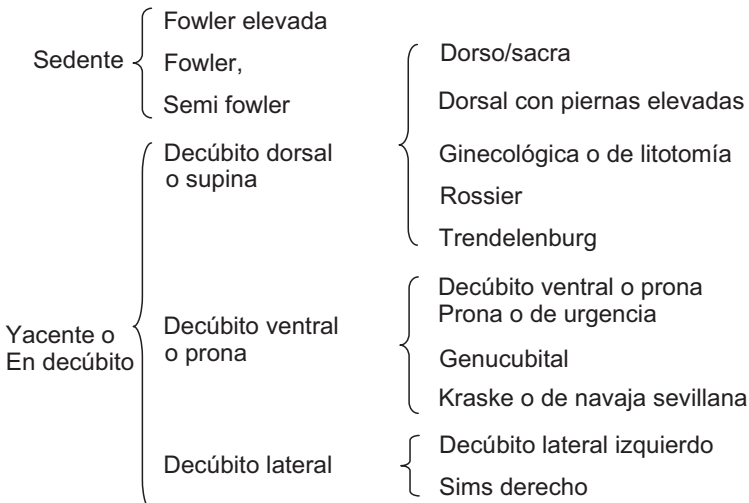 Sedente
Fowler elevada
Fowler,
Semi fowler
Yacente o
En decúbito
Decúbito dorsal
o supina
Dorso/sacra
Dorsal con piernas elevadas
Ginecológica o de litotomía
Rossier
Trendelenburg
Decúbito ventral
o prona
Decúbito ventral o prona
Prona o de urgencia
Genucubital
Kraske o de navaja sevillana
Decúbito lateral
Decúbito lateral izquierdo
Sims derecho